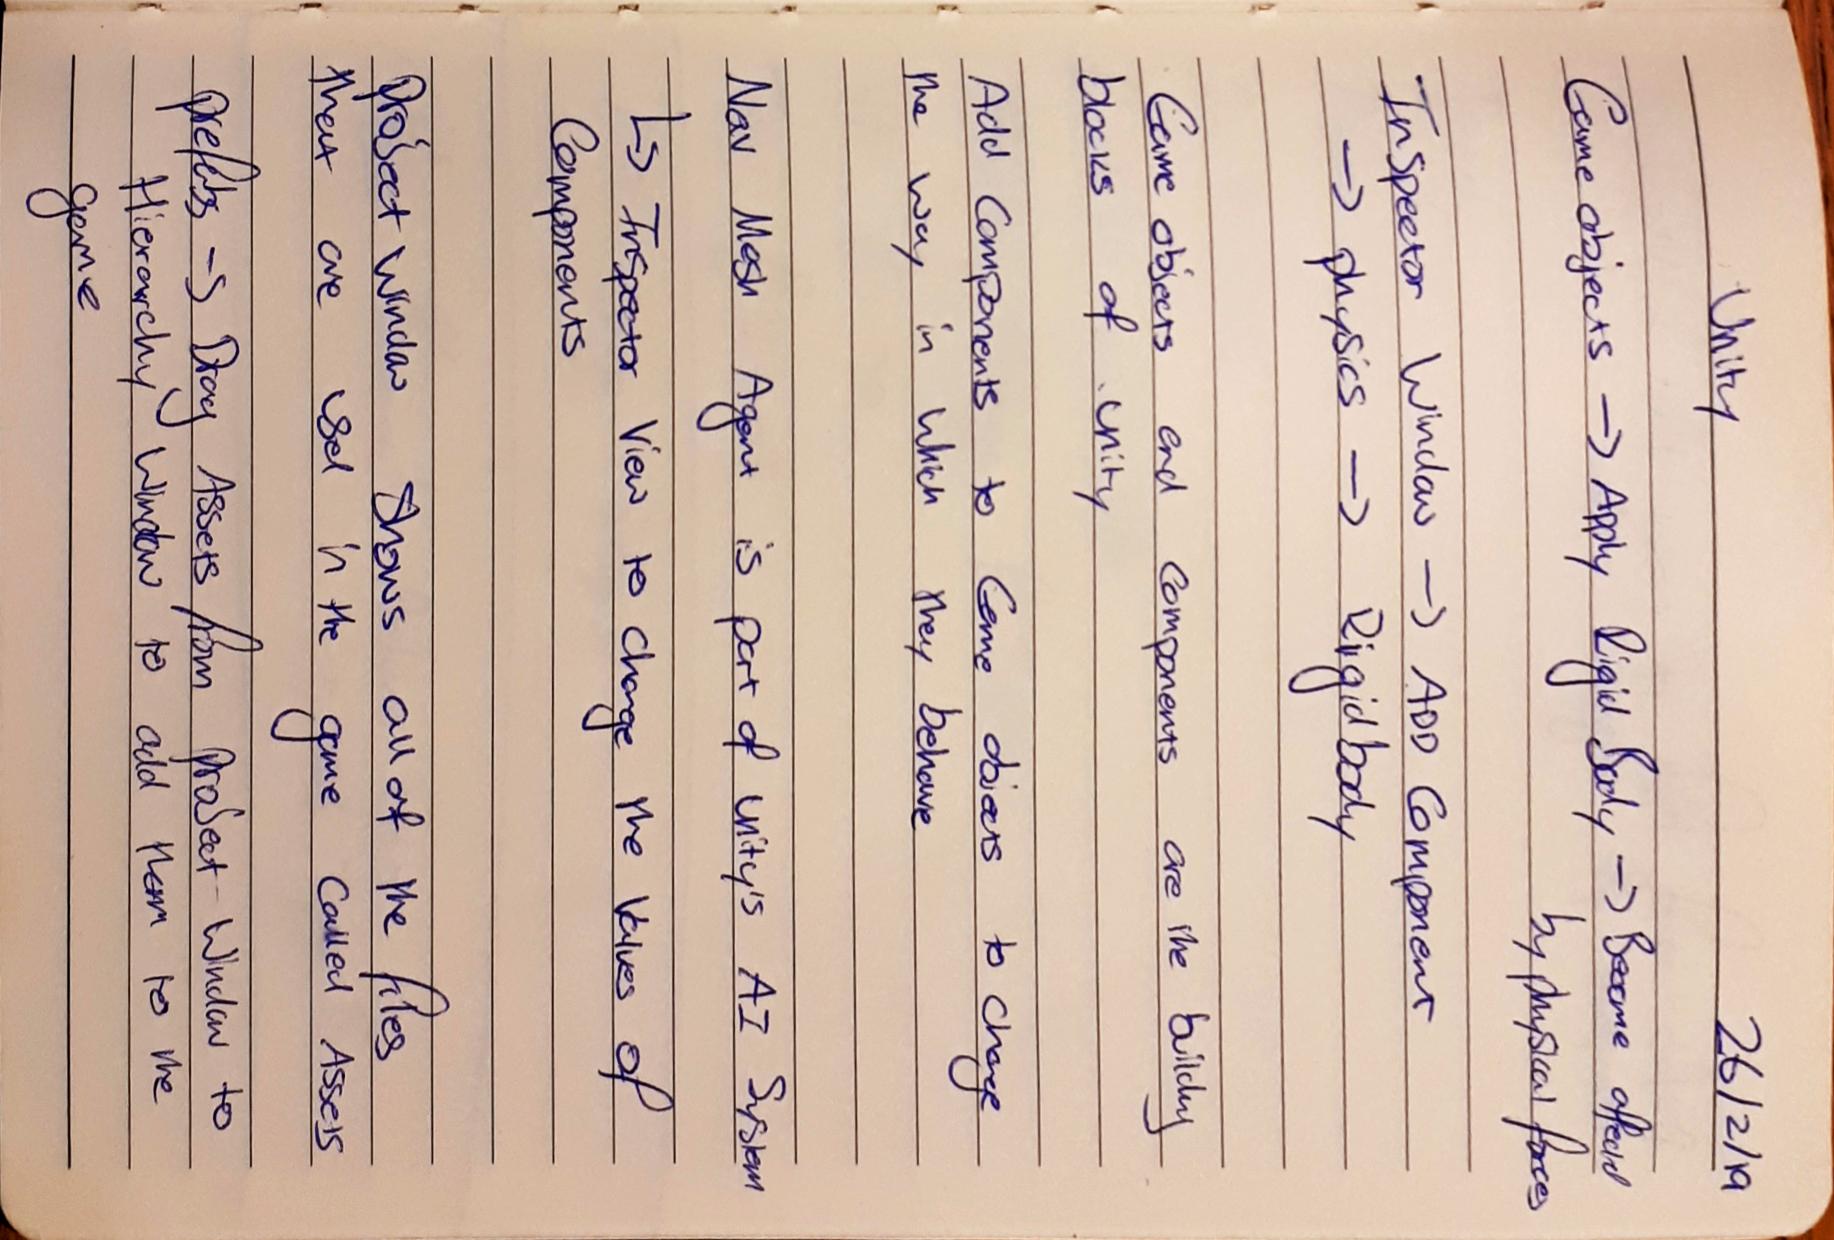 Unity 26/2/19
Game objects → Apply Rigid Body → Become affected
by physical forces
Inspector Window → ADD Component
→ physics → Rigidbody
Game objects and components are the building
blocks of unity
Add Components to Game objects to change
the way in which they behave
Nav Mesh Agent is part of Unity's AI System
↳ Inspector View to change the Values of
Components
Project Window Shows all of the files
that are used in the game Called Assets
prefabs → Drag Assets from Project Window to
Hierarchy Window to add them to the
game